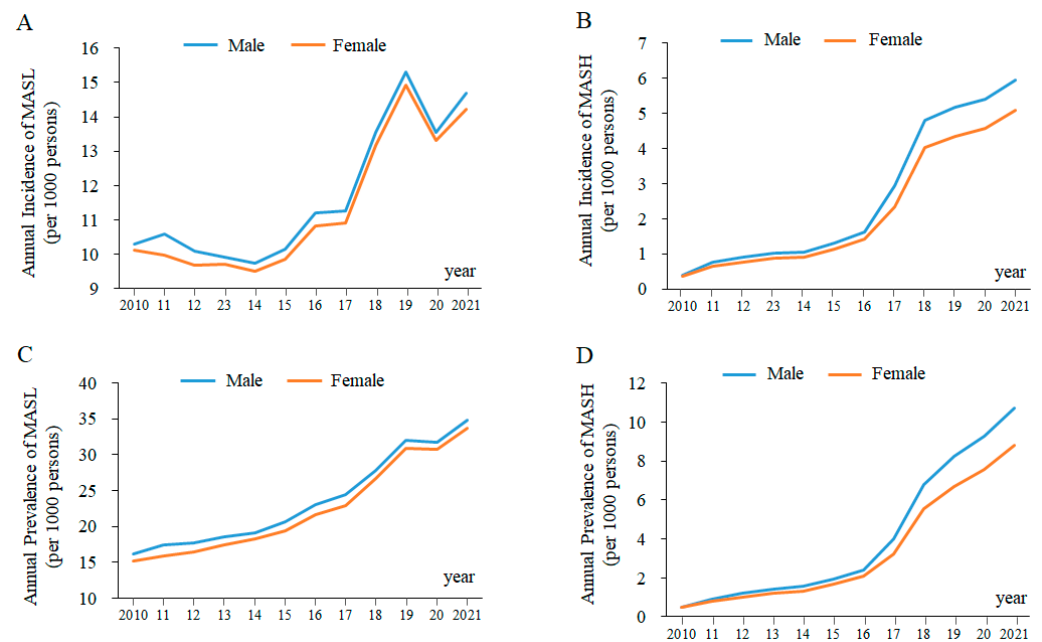 A
Annual Incidence of MASL
(per 1000 persons)
Male Female
16
15
14
13
12
11
10
9
year
2010 11 12 23 14 15 16 17 18 19 20 2021
B
Annual Incidence of MASH
(per 1000 persons)
Male Female
7
6
5
4
3
2
1
0
year
2010 11 12 23 14 15 16 17 18 19 20 2021
C
Annual Prevalence of MASL
(per 1000 persons)
Male Female
40
35
30
25
20
15
10
year
2010 11 12 23 14 15 16 17 18 19 20 2021
D
Annual Prevalence of MASH
(per 1000 persons)
Male Female
12
10
8
6
4
2
0
year
2010 11 12 23 14 15 16 17 18 19 20 2021